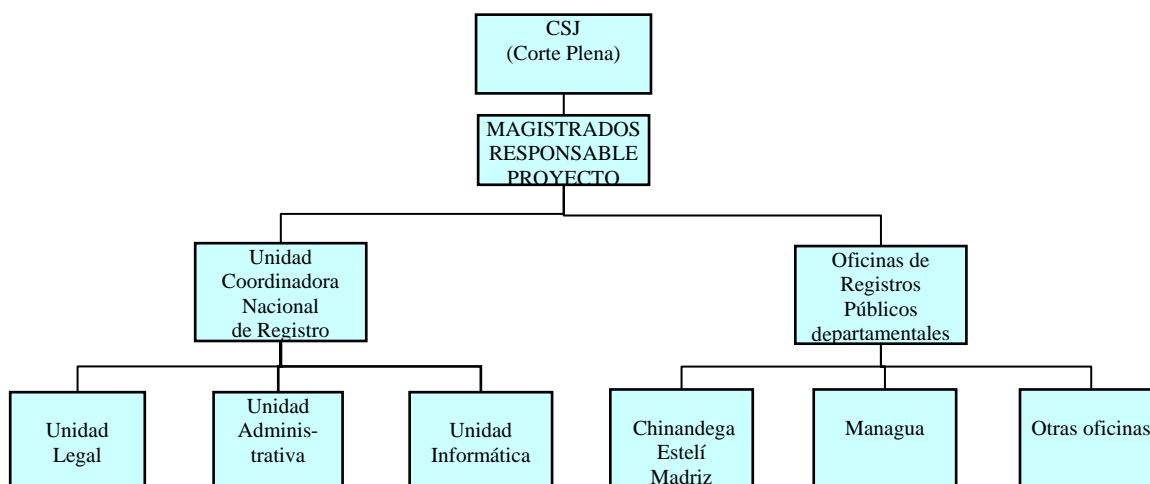 CSJ
(Corte Plena)
MAGISTRADOS
RESPONSABLE
PROYECTO
Unidad
Coordinadora
Nacional
de Registro
Oficinas de
Registros
Públicos
departamentales
Unidad
Legal
Unidad
Adminis-
trativa
Unidad
Informática
Chinandega
Estelí
Madriz
Managua
Otras oficinas